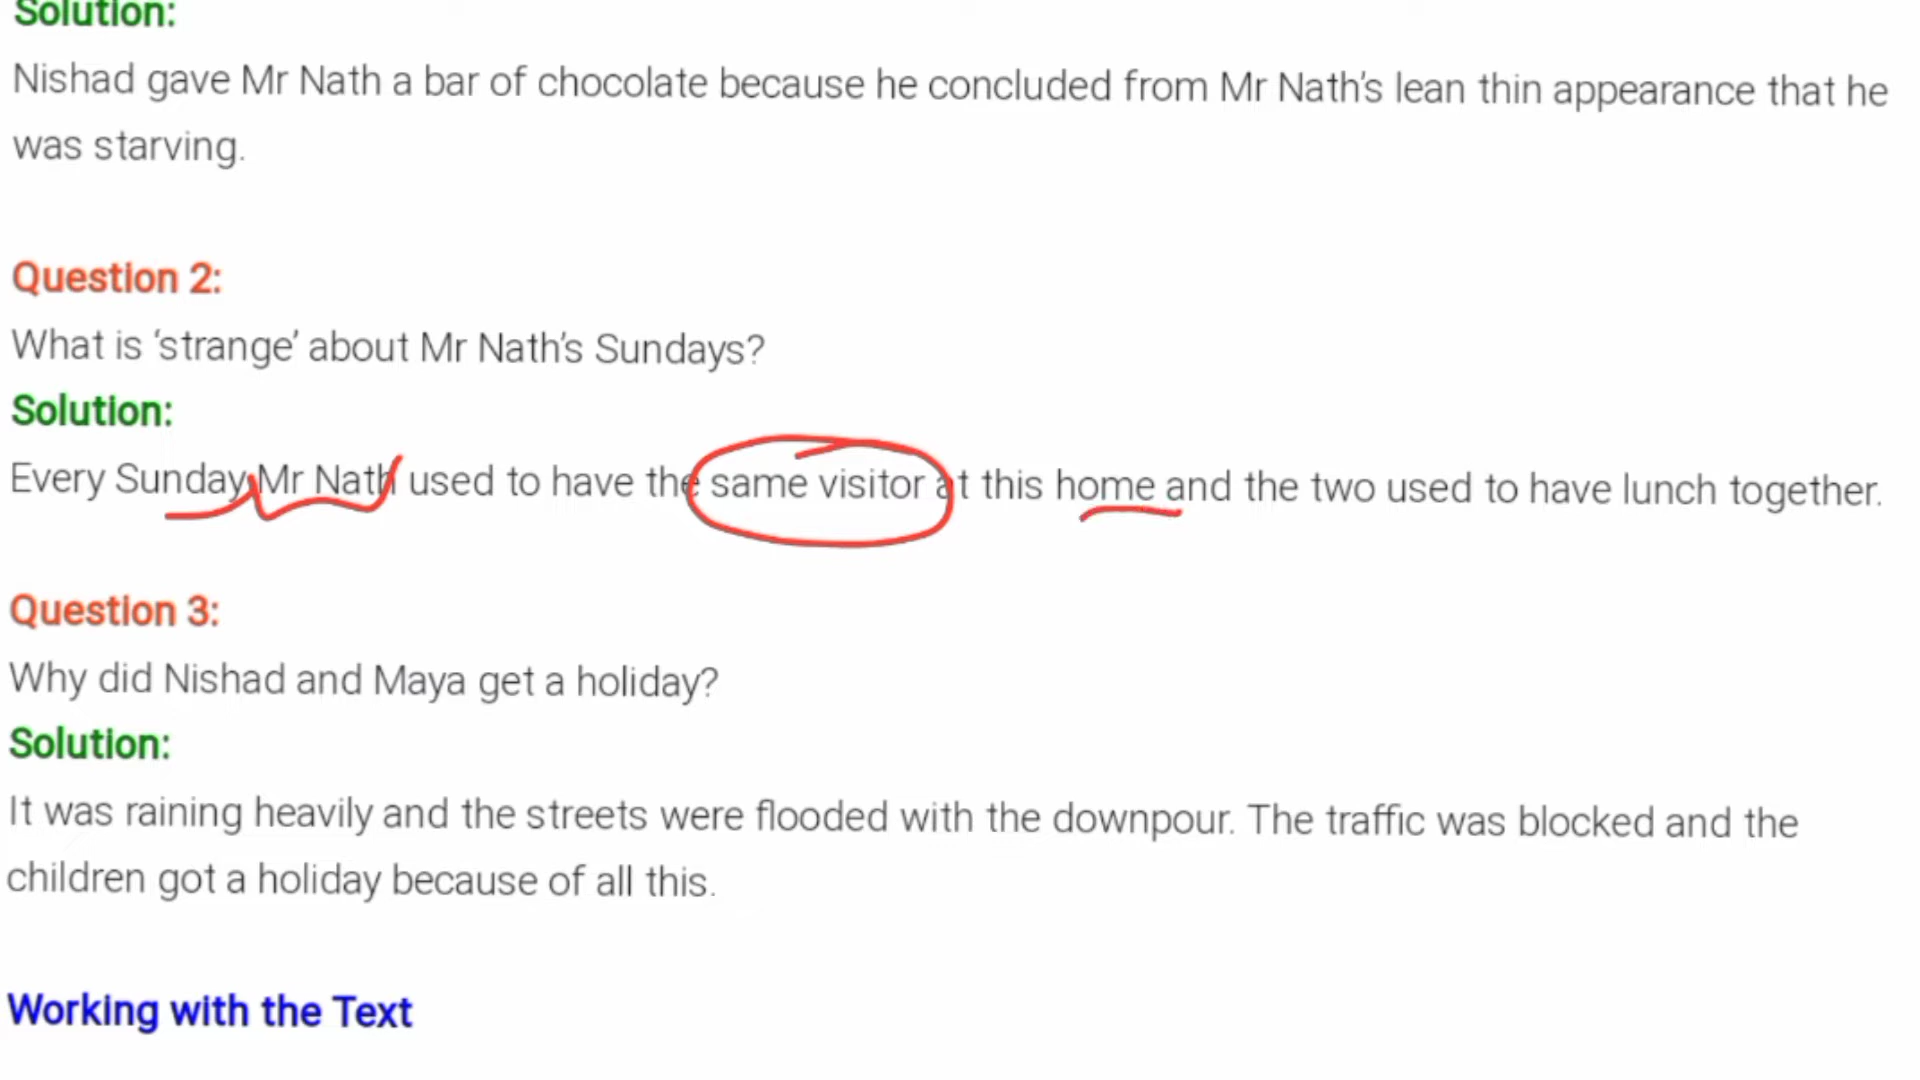 Solution:
Nishad gave Mr Nath a bar of chocolate because he concluded from Mr Nath's lean thin appearance that he
was starving.
Question 2:
What is ‘strange’ about Mr Nath's Sundays?
Solution:
Every Sunday Mr Nath used to have the same visitor at this home and the two used to have lunch together.
Question 3:
Why did Nishad and Maya get a holiday?
Solution:
It was raining heavily and the streets were flooded with the downpour. The traffic was blocked and the
children got a holiday because of all this.
Working with the Text